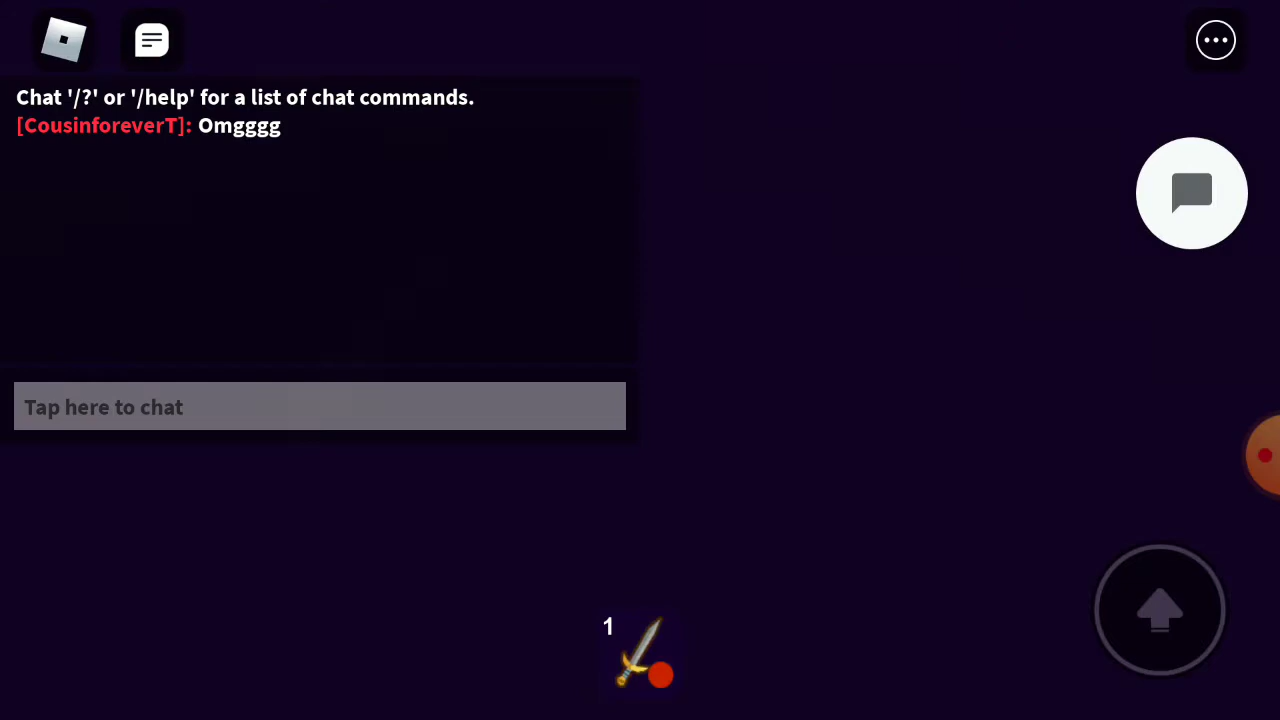 Chat '/?' or '/help' for a list of chat commands.
[CousinforeverT]: Omgggg
Tap here to chat
1